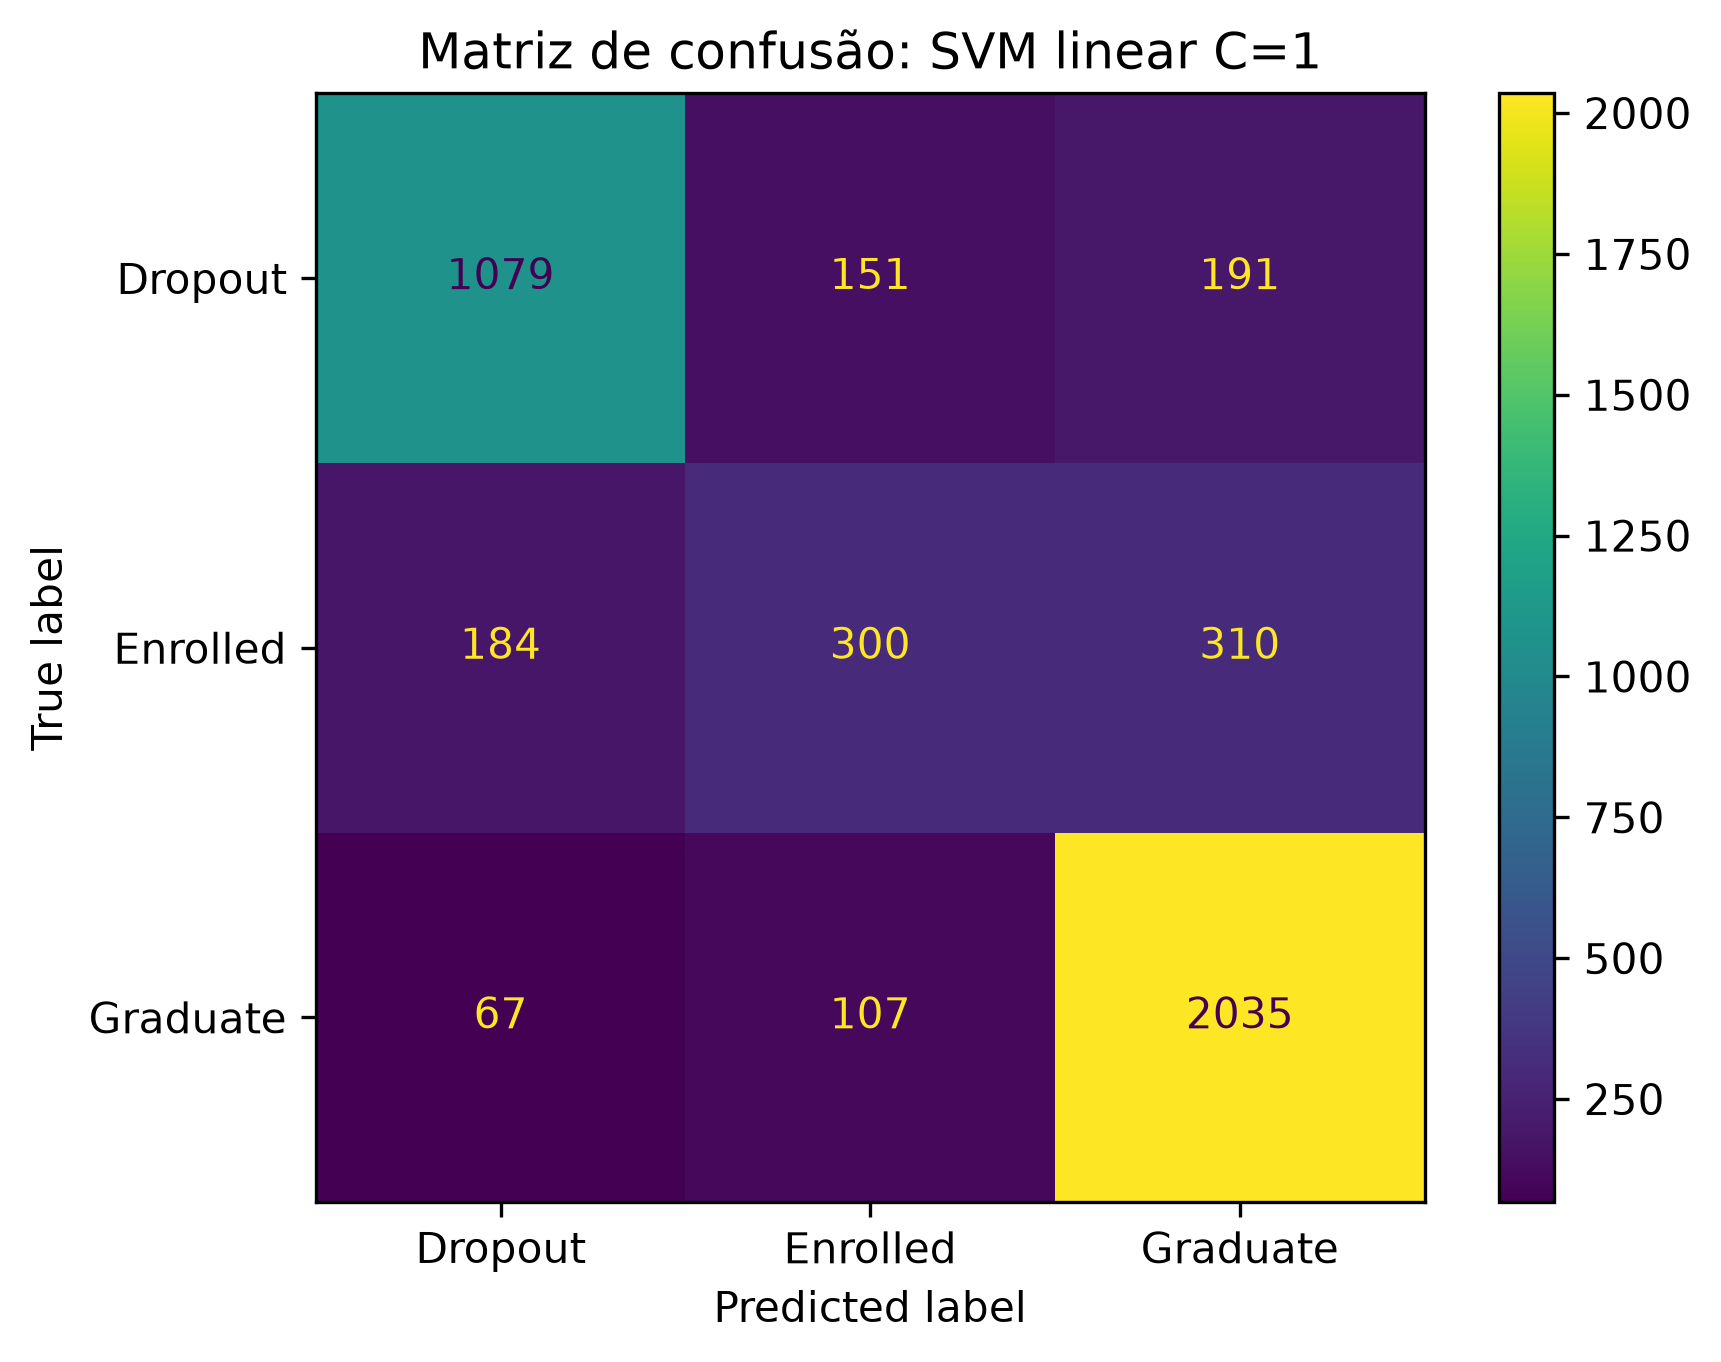 Matriz de confusão: SVM linear C=1
True label
Dropout
1079
151
191
Enrolled
184
300
310
Graduate
67
107
2035
Dropout
Enrolled
Graduate
Predicted label
2000
1750
1500
1250
1000
750
500
250